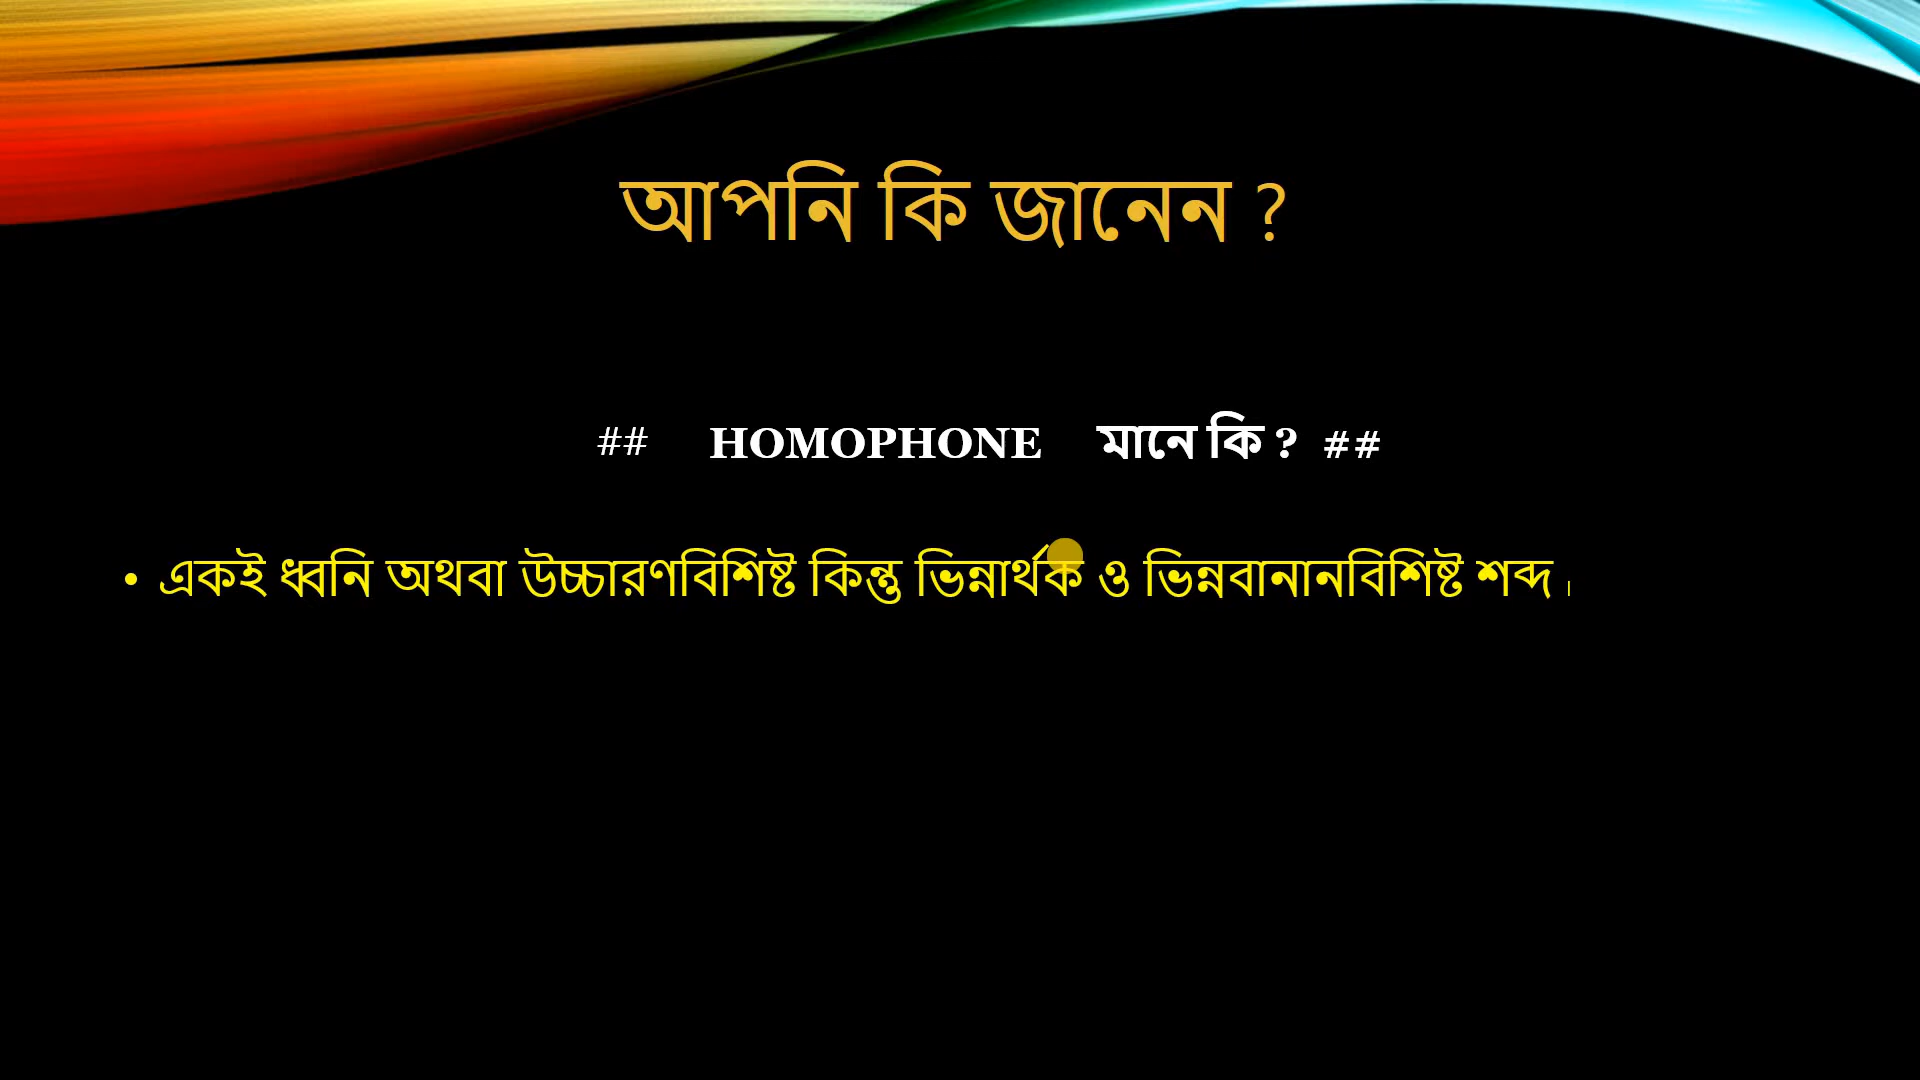 আপনি কি জানেন ?
## HOMOPHONE মানে কি ? ##
• একই ধ্বনি অথবা উচ্চারণবিশিষ্ট কিন্তু ভিন্নার্থক ও ভিন্নবানানবিশিষ্ট শব্দ ।